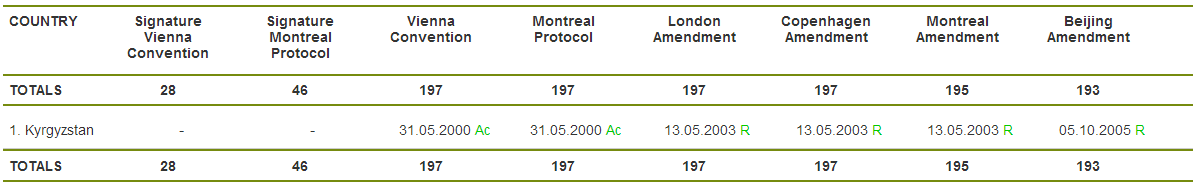 COUNTRY Signature Vienna Convention Signature Montreal Protocol Vienna Convention Montreal Protocol London Amendment Copenhagen Amendment Montreal Amendment Beijing Amendment
TOTALS 28 46 197 197 197 197 195 193
1. Kyrgyzstan - - 31.05.2000 Ac 31.05.2000 Ac 13.05.2003 R 13.05.2003 R 13.05.2003 R 05.10.2005 R
TOTALS 28 46 197 197 197 197 195 193